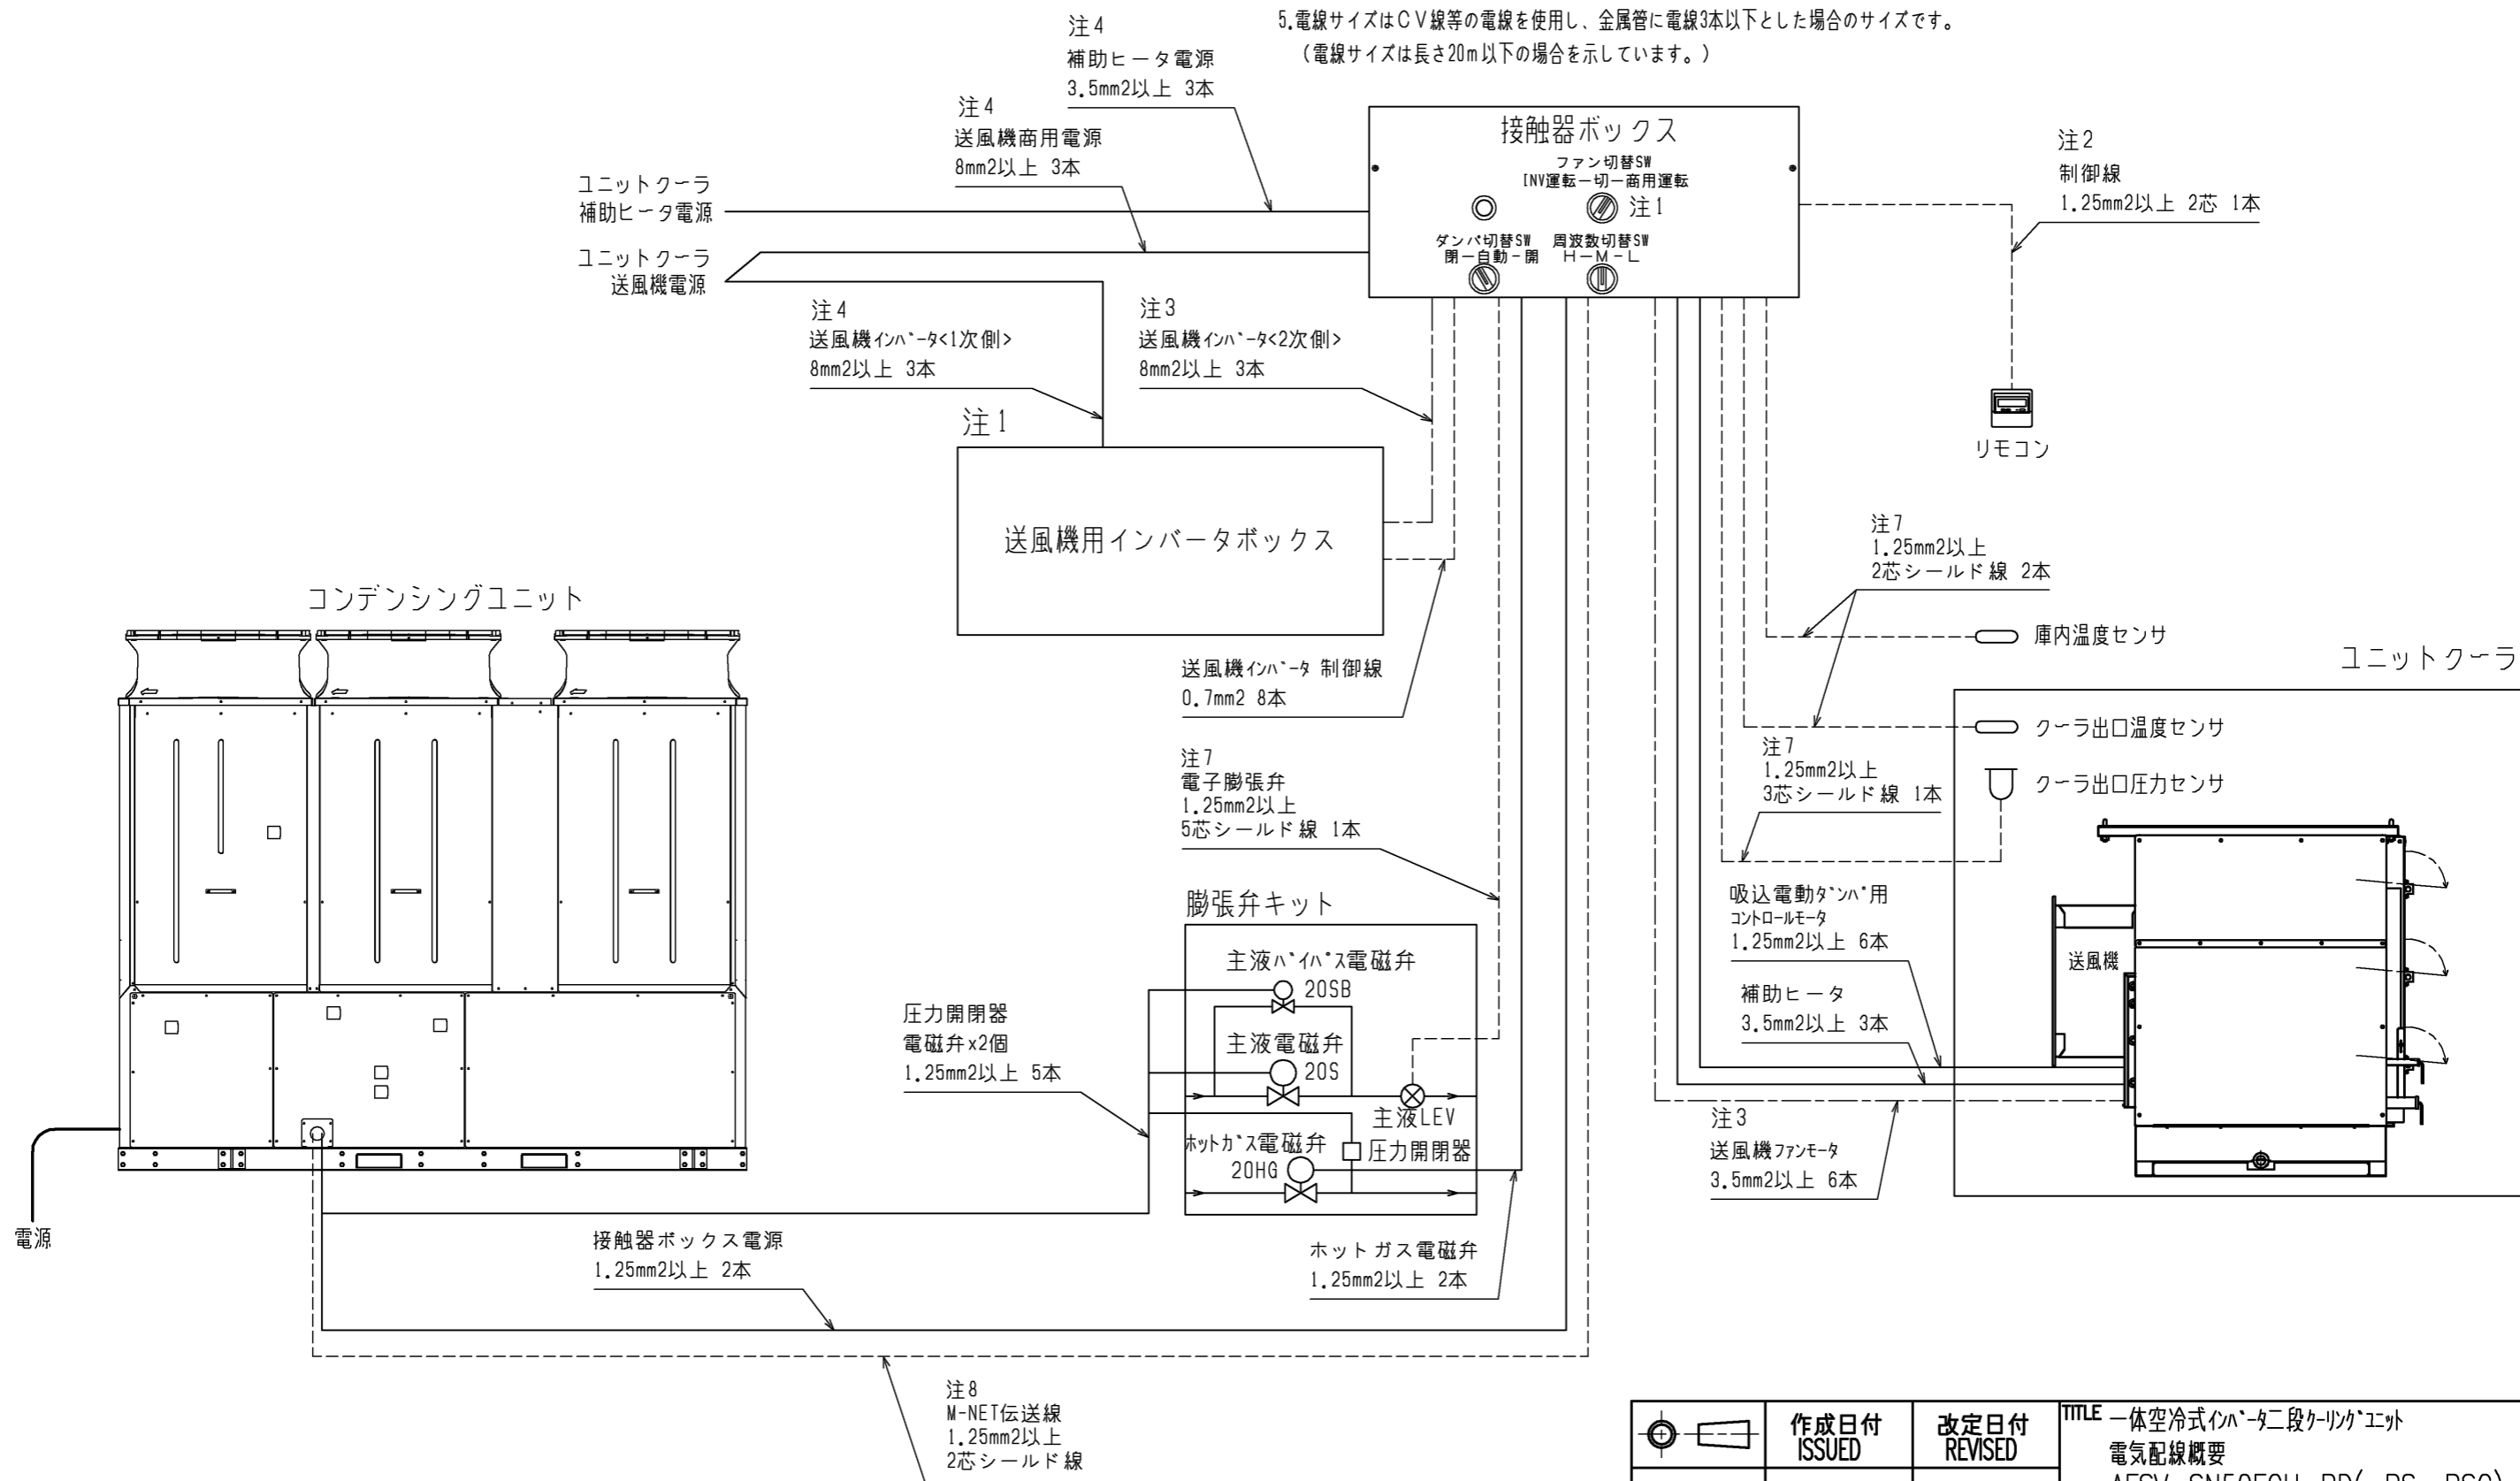 5.電線サイズはCV線等の電線を使用し、金属管に電線3本以下とした場合のサイズです。
(電線サイズは長さ20m以下の場合を示しています。)
注4
補助ヒータ電源
3.5mm2以上 3本
注4
送風機商用電源
8mm2以上 3本
ユニットクーラ
補助ヒータ電源
ユニットクーラ
送風機電源
接触器ボックス
ファン切替SW
INV運転ー切ー商用運転
注1
ダンパ切替SW
閉ー自動-開
周波数切替SW
HーM-L
注2
制御線
1.25mm2以上 2芯 1本
リモコン
注4
送風機インバータ<1次側>
8mm2以上 3本
注3
送風機インバータ<2次側>
8mm2以上 3本
注1
送風機用インバータボックス
送風機インバータ 制御線
0.7mm2 8本
注7
1.25mm2以上
2芯シールド線 2本
庫内温度センサ
ユニットクーラ
クーラ出口温度センサ
クーラ出口圧力センサ
注7
1.25mm2以上
3芯シールド線 1本
コンデンシングユニット
電源
注7
電子膨張弁
1.25mm2以上
5芯シールド線 1本
膨張弁キット
主液バイパス電磁弁
20SB
主液電磁弁
20S
主液LEV
ホットガス電磁弁
20HG
圧力開閉器
圧力開閉器
電磁弁x2個
1.25mm2以上 5本
吸込電動ダンパ用
コントロールモータ
1.25mm2以上 6本
補助ヒータ
3.5mm2以上 3本
送風機
注3
送風機ファンモータ
3.5mm2以上 6本
接触器ボックス電源
1.25mm2以上 2本
ホットガス電磁弁
1.25mm2以上 2本
注8
M-NET伝送線
1.25mm2以上
2芯シールド線
作成日付
ISSUED
改定日付
REVISED
TITLE 一体空冷式インバータ二段クーリングユニット
電気配線概要